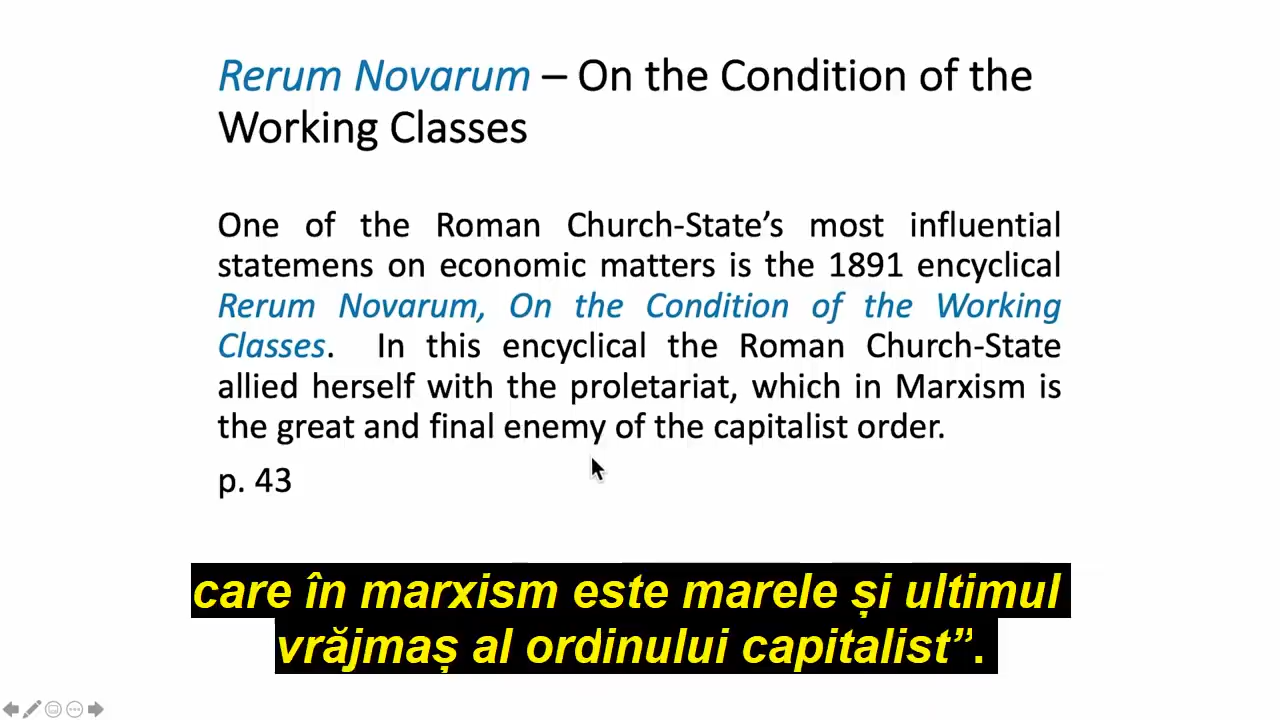 Rerum Novarum – On the Condition of the
Working Classes
One of the Roman Church-State’s most influential
statemens on economic matters is the 1891 encyclical
Rerum Novarum, On the Condition of the Working
Classes. In this encyclical the Roman Church-State
allied herself with the proletariat, which in Marxism is
the great and final enemy of the capitalist order.
p. 43
care în marxism este marele și ultimul
vrăjmaș al ordinului capitalist”.